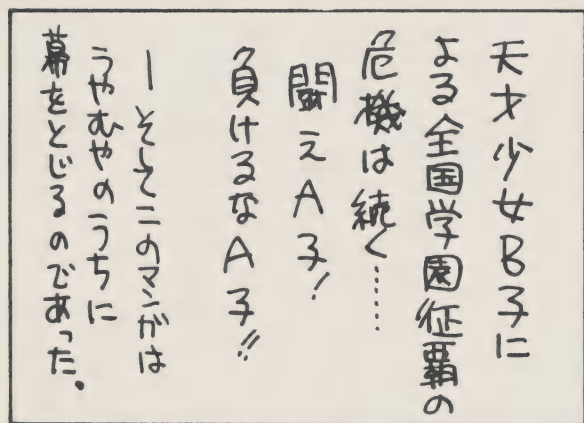 天才少女B子に
よる全国学園征覇の
危機は続く……
闘えA子!
負けるなA子!!
ーそしてこのマンガは
うやむやのうちに
幕をとじるのであった。